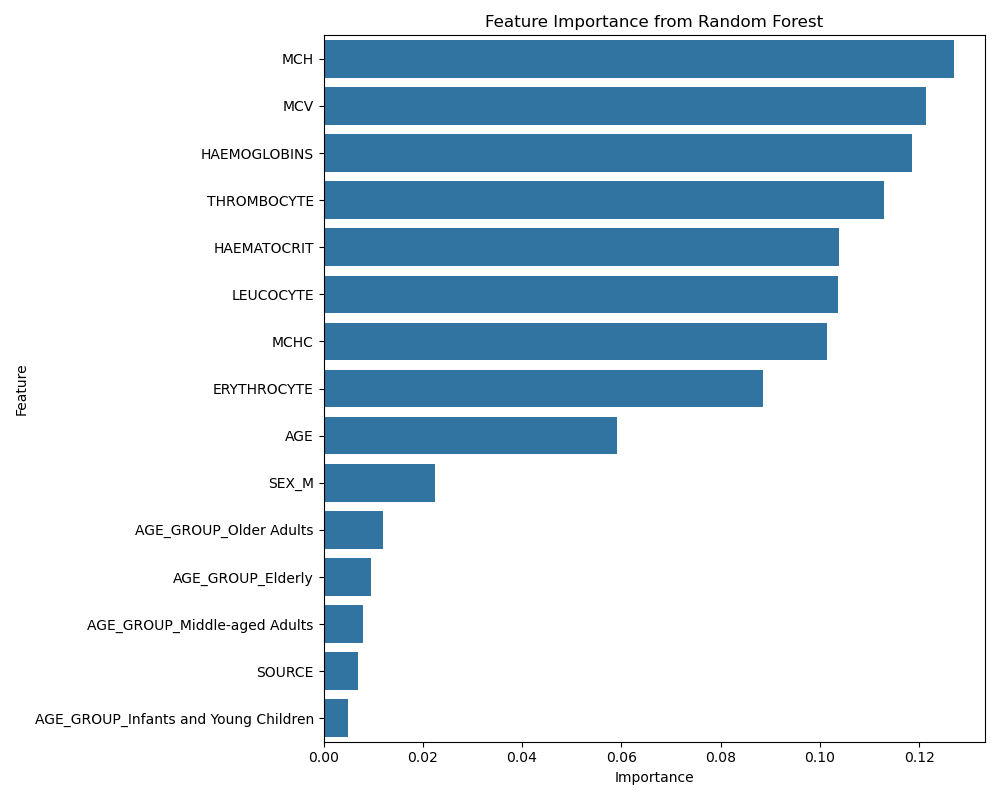 Feature Importance from Random Forest
MCH
MCV
HAEMOGLOBINS
THROMBOCYTE
HAEMATOCRIT
LEUCOCYTE
MCHC
ERYTHROCYTE
AGE
SEX_M
AGE_GROUP_Older Adults
AGE_GROUP_Elderly
AGE_GROUP_Middle-aged Adults
SOURCE
AGE_GROUP_Infants and Young Children
Feature
0.00 0.02 0.04 0.06 0.08 0.10 0.12
Importance